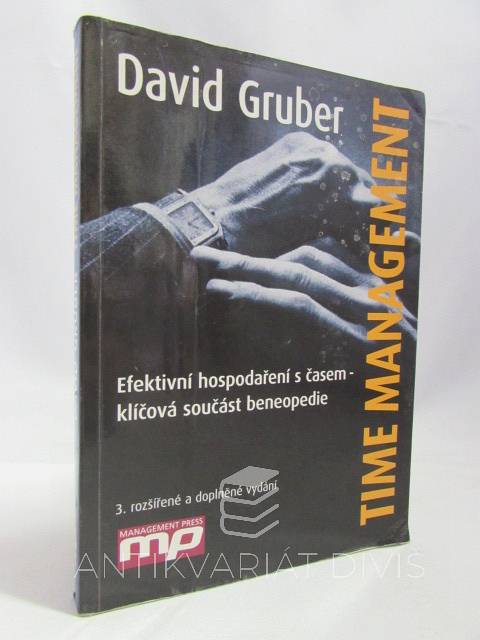 David Gruber
TIME MANAGEMENT
Efektivní hospodaření s časem -
klíčová součást beneopedie
3. rozšířené a doplněné vydání
MANAGEMENT PRESS
mp
ANTIKVARIÁT DIVIŠ